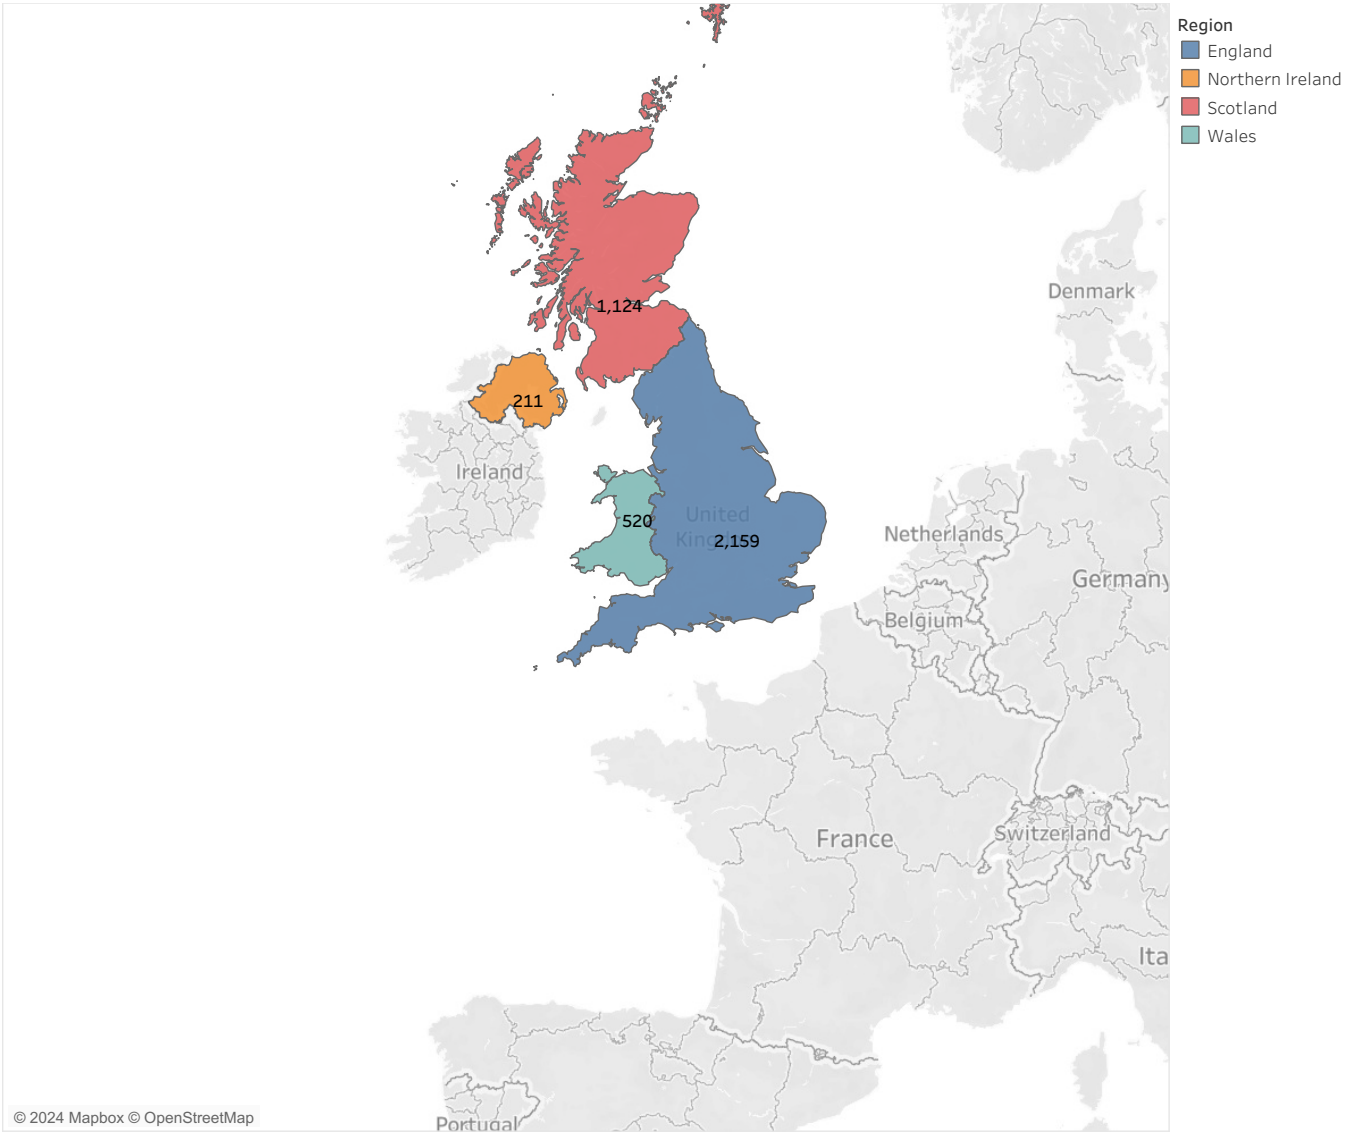 Region
England
Northern Ireland
Scotland
Wales
1,124
Denmark
211
Ireland
520
United
2,159
Netherlands
Germany
Belgium
France
Switzerland
Ita
Portugal
© 2024 Mapbox © OpenStreetMap